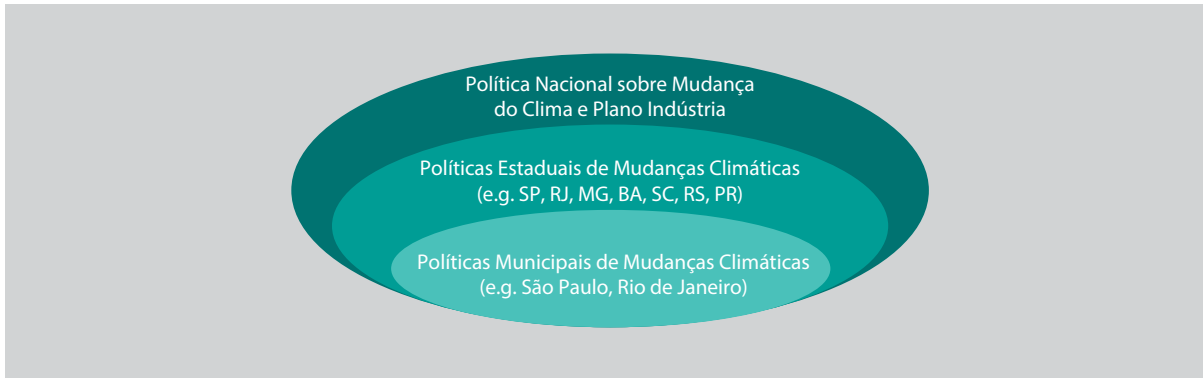 Política Nacional sobre Mudança
do Clima e Plano Indústria
Políticas Estaduais de Mudanças Climáticas
(e.g. SP, RJ, MG, BA, SC, RS, PR)
Políticas Municipais de Mudanças Climáticas
(e.g. São Paulo, Rio de Janeiro)